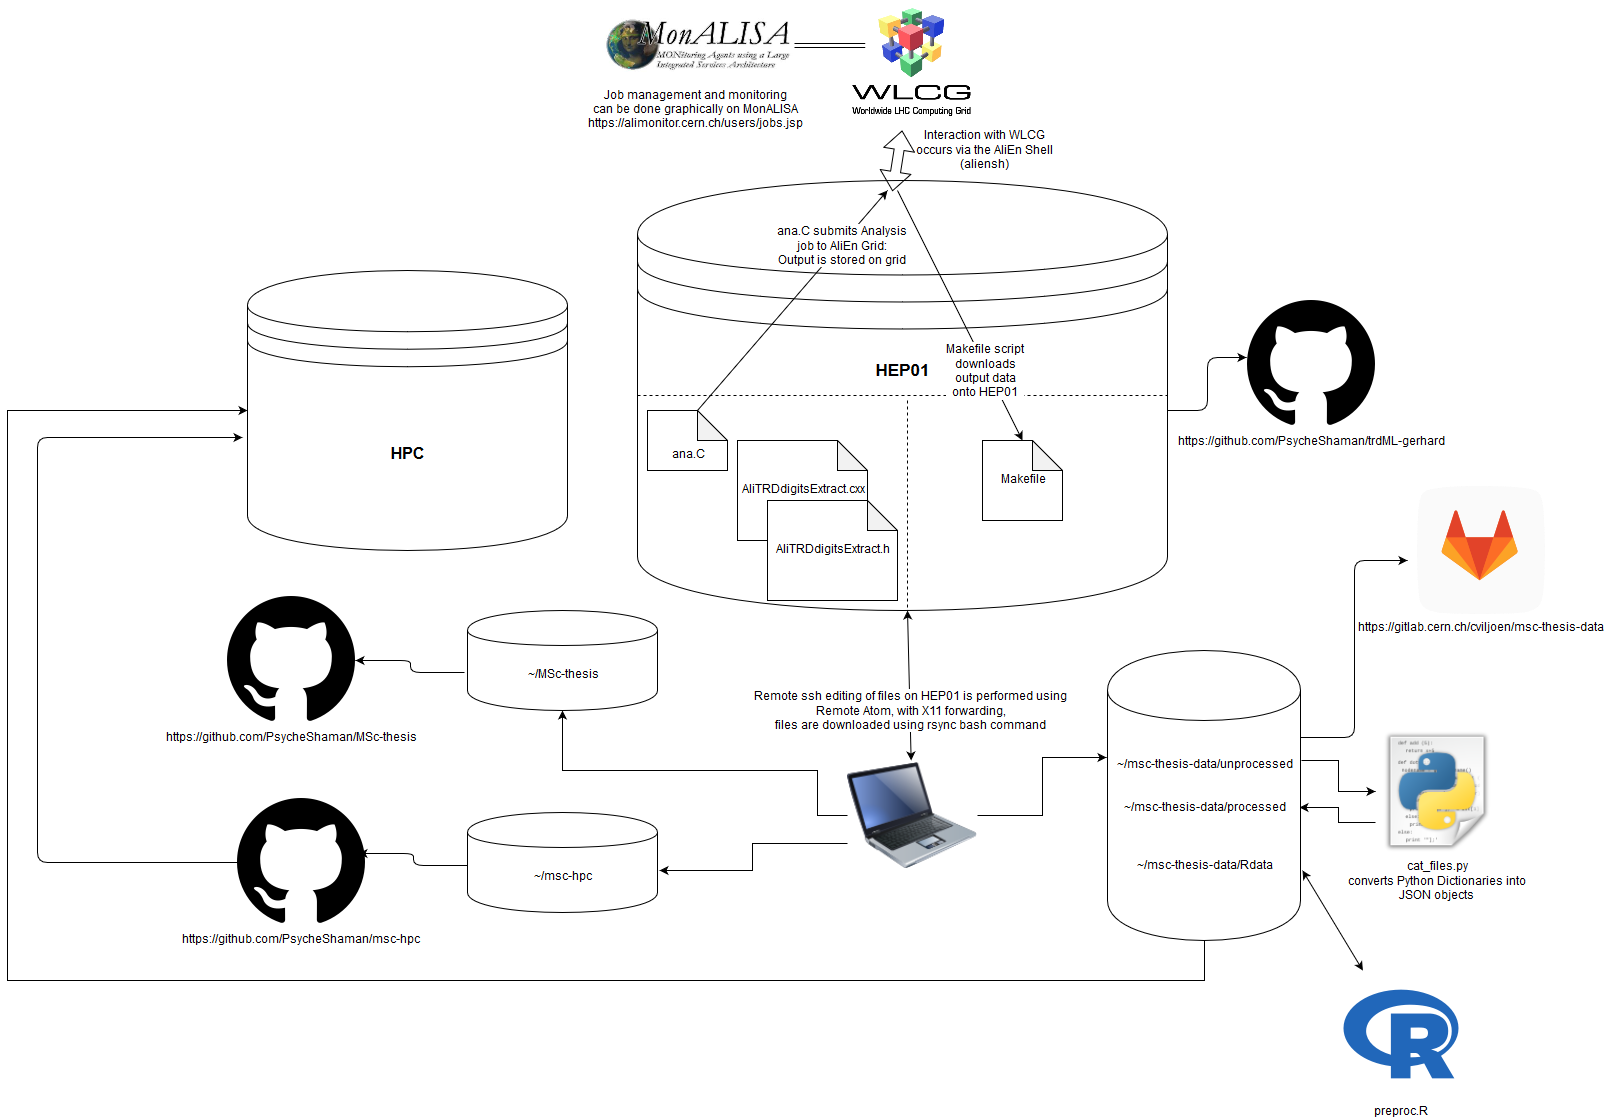 MonALISA
MONitoring Agents using a Large
Integrated Services Architecture
WLCG
Worldwide LHC Computing Grid
Job management and monitoring
can be done graphically on MonALISA
https://alimonitor.cern.ch/users/jobs.jsp
Interaction with WLCG
occurs via the AliEn Shell
(aliensh)
ana.C submits Analysis
job to AliEn Grid:
Output is stored on grid
Makefile script
downloads
output data
onto HEP01
HEP01
HPC
ana.C
AliTRDdigitsExtract.cxx
AliTRDdigitsExtract.h
Makefile
https://github.com/PsycheShaman/trdML-gerhard
https://gitlab.cern.ch/cviljoen/msc-thesis-data
~/MSc-thesis
https://github.com/PsycheShaman/MSc-thesis
Remote ssh editing of files on HEP01 is performed using
Remote Atom, with X11 forwarding,
files are downloaded using rsync bash command
~/msc-thesis-data/unprocessed
~/msc-thesis-data/processed
~/msc-thesis-data/Rdata
cat_files.py
converts Python Dictionaries into
JSON objects
~/msc-hpc
https://github.com/PsycheShaman/msc-hpc
R
preproc.R